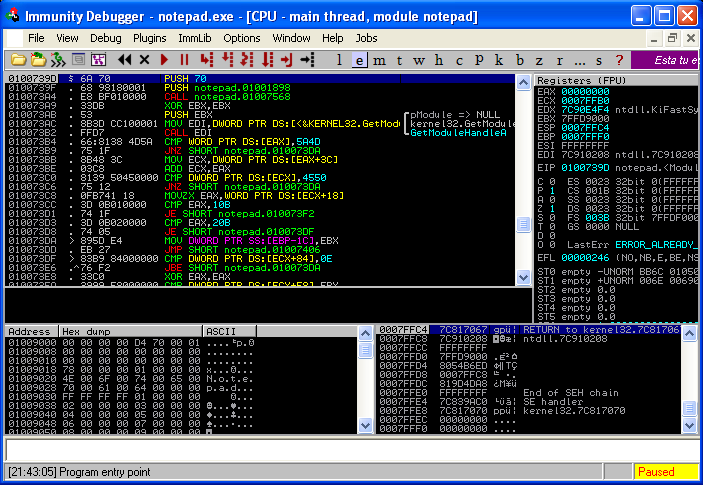 Immunity Debugger - notepad.exe - [CPU - main thread, module notepad]
File View Debug Plugins ImmLib Options Window Help Jobs
l e m t w h c p k b z r ... s ?
Esta tu e
0100739D $ 6A 70 PUSH 70
0100739F . 68 98180001 PUSH notepad.01001898
010073A4 . E8 BF010000 CALL notepad.01007568
010073A9 . 33DB XOR EBX,EBX
010073AB . 53 PUSH EBX
010073AC . 8B3D CC100001 MOV EDI,DWORD PTR DS:[<&KERNEL32.GetMod
010073B2 . FFD7 CALL EDI
010073B4 . 66:8138 4D5A CMP WORD PTR DS:[EAX],5A4D
010073B9 . 75 1F JNZ SHORT notepad.010073DA
010073BB . 8B48 3C MOV ECX,DWORD PTR DS:[EAX+3C]
010073BE . 03C8 ADD ECX,EAX
010073C0 . 8139 50450000 CMP DWORD PTR DS:[ECX],4550
010073C6 . 75 12 JNZ SHORT notepad.010073DA
010073C8 . 0FB741 18 MOVZX EAX,WORD PTR DS:[ECX+18]
010073CC . 3D 0B010000 CMP EAX,10B
010073D1 . 74 1F JE SHORT notepad.010073F2
010073D3 . 3D 0B020000 CMP EAX,20B
010073D8 . 74 05 JE SHORT notepad.010073DF
010073DA > 895D E4 MOV DWORD PTR SS:[EBP-1C],EBX
010073DD . EB 27 JMP SHORT notepad.01007406
010073DF > 83B9 84000000 CMP DWORD PTR DS:[ECX+84],0E
010073E6 .^76 F2 JBE SHORT notepad.010073DA
010073E8 . 33C0 XOR EAX,EAX
pModule => NULL
kernel32.GetModule
GetModuleHandleA
Registers (FPU)
EAX 00000000
ECX 0007FFB0
EDX 7C90E4F4 ntdll.KiFastSy
EBX 7FFD9000
ESP 0007FFC4
EBP 0007FFF0
ESI FFFFFFFF
EDI 7C910208 ntdll.7C910208
EIP 0100739D notepad.<Modul
C 0 ES 0023 32bit 0(FFFFFFF
P 1 CS 001B 32bit 0(FFFFFFF
A 0 SS 0023 32bit 0(FFFFFFF
Z 1 DS 0023 32bit 0(FFFFFFF
S 0 FS 003B 32bit 7FFDF000
T 0 GS 0000 NULL
D 0
O 0 LastErr ERROR_ALREADY_
EFL 00000246 (NO,NB,E,BE,NS
ST0 empty -UNORM BB6C 01050
ST1 empty +UNORM 006E 00690
ST2 empty 0.0
ST3 empty 0.0
ST4 empty 0.0
ST5 empty 0.0
Address Hex dump ASCII
01009000 00 00 00 00 D4 70 00 01
01009008 00 00 00 00 00 00 00 00 ........
01009010 00 00 00 00 00 00 00 00 ........
01009018 78 00 00 01 00 00 00 00
01009020 4E 00 6F 00 74 00 65 00 N.o.t.e.
01009028 70 00 61 00 64 00 00 00 p.a.d...
01009030 FF FF FF FF 01 00 00 00
01009038 02 00 00 00 03 00 00 00
01009040 04 00 00 00 05 00 00 00
01009048 06 00 00 00 07 00 00 00
01009050 08 00 00 00 09 00 00 00
0007FFC4 7C817067 RETURN to kernel32.7C81706
0007FFC8 7C910208 ntdll.7C910208
0007FFCC FFFFFFFF
0007FFD0 7FFD9000
0007FFD4 8054B6ED
0007FFD8 0007FFC8
0007FFDC 819D4DA8
0007FFE0 FFFFFFFF End of SEH chain
0007FFE4 7C839AC0 SE handler
0007FFE8 7C817070 kernel32.7C817070
0007FFEC 00000000 ....
0007FFF0 00000000 ....
[21:43:05] Program entry point
Paused